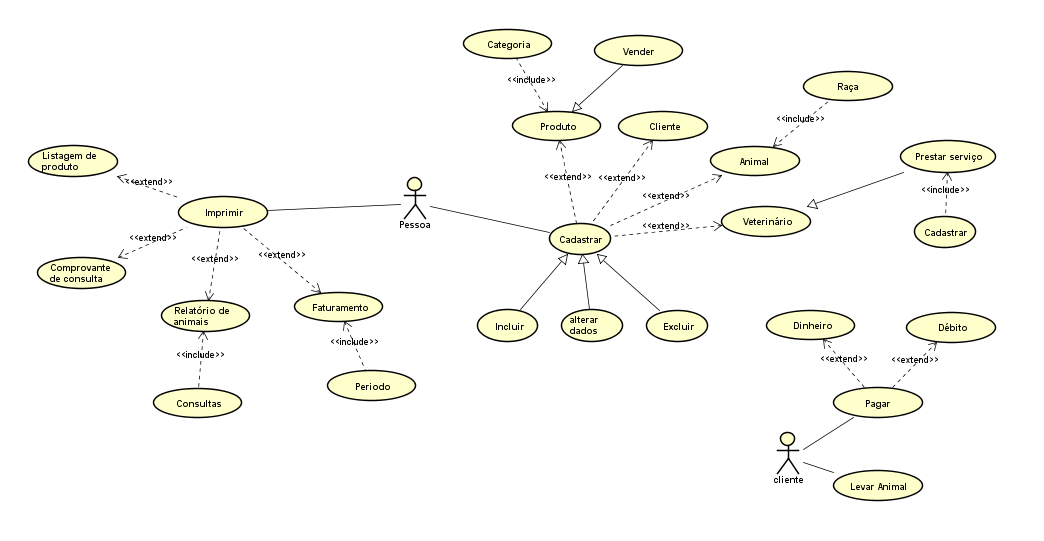 Categoria
Vender
<<include>>
Raça
<<include>>
Produto
Cliente
Listagem de
produto
Animal
Prestar serviço
<<extend>>
<<extend>>
<<extend>>
<<extend>>
<<include>>
Imprimir
Pessoa
<<extend>>
Veterinário
Cadastrar
<<extend>>
Cadastrar
<<extend>>
<<extend>>
Comprovante
de consulta
Relatório de
animais
Faturamento
Incluir
alterar
dados
Excluir
Dinheiro
Débito
<<include>>
<<include>>
<<extend>>
<<extend>>
Periodo
Consultas
Pagar
cliente
Levar Animal